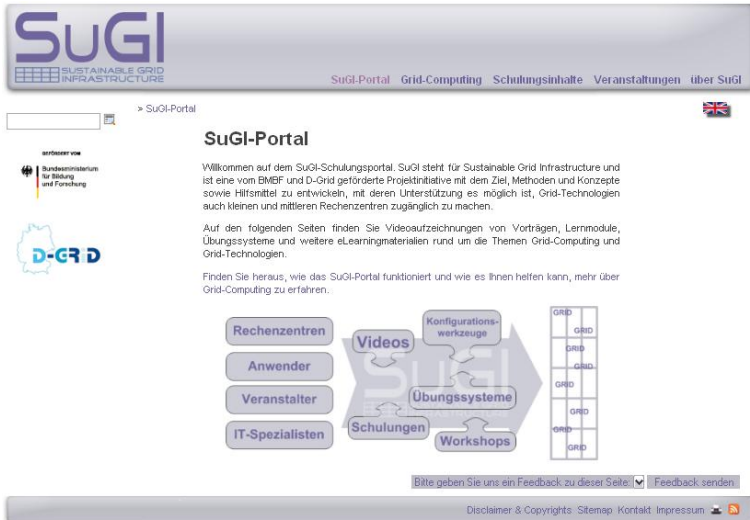 SuGI
SUSTAINABLE GRID
INFRASTRUCTURE
SuGI-Portal Grid-Computing Schulungsinhalte Veranstaltungen über SuGI
» SuGI-Portal
GEFÖRDERT VOM
Bundesministerium
für Bildung
und Forschung
D-GRID
SuGI-Portal
Willkommen auf dem SuGI-Schulungsportal. SuGI steht für Sustainable Grid Infrastructure und
ist eine vom BMBF und D-Grid geförderte Projektinitiative mit dem Ziel, Methoden und Konzepte
sowie Hilfsmittel zu entwickeln, mit deren Unterstützung es möglich ist, Grid-Technologien
auch kleinen und mittleren Rechenzentren zugänglich zu machen.
Auf den folgenden Seiten finden Sie Videoaufzeichnungen von Vorträgen, Lernmodule,
Übungssysteme und weitere eLearningmaterialien rund um die Themen Grid-Computing und
Grid-Technologien.
Finden Sie heraus, wie das SuGI-Portal funktioniert und wie es Ihnen helfen kann, mehr über
Grid-Computing zu erfahren.
Rechenzentren
Anwender
Veranstalter
IT-Spezialisten
Videos
Konfigurations-
werkzeuge
SuGI
Übungssysteme
Schulungen
Workshops
GRID
GRID
GRID
GRID
GRID
GRID
GRID
GRID
Bitte geben Sie uns ein Feedback zu dieser Seite: Feedback senden
Disclaimer & Copyrights Sitemap Kontakt Impressum